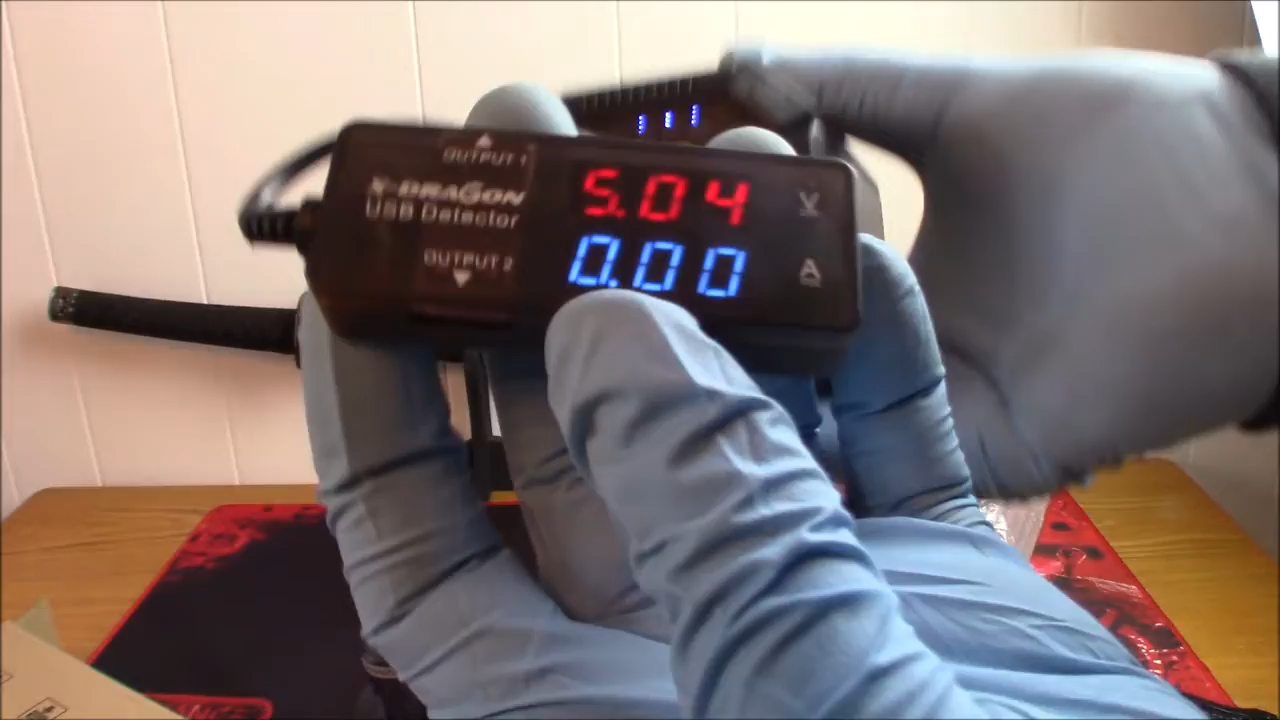 OUTPUT 1
X-DRAGON
USB Detector
OUTPUT 2
5.04 V
0.00 A